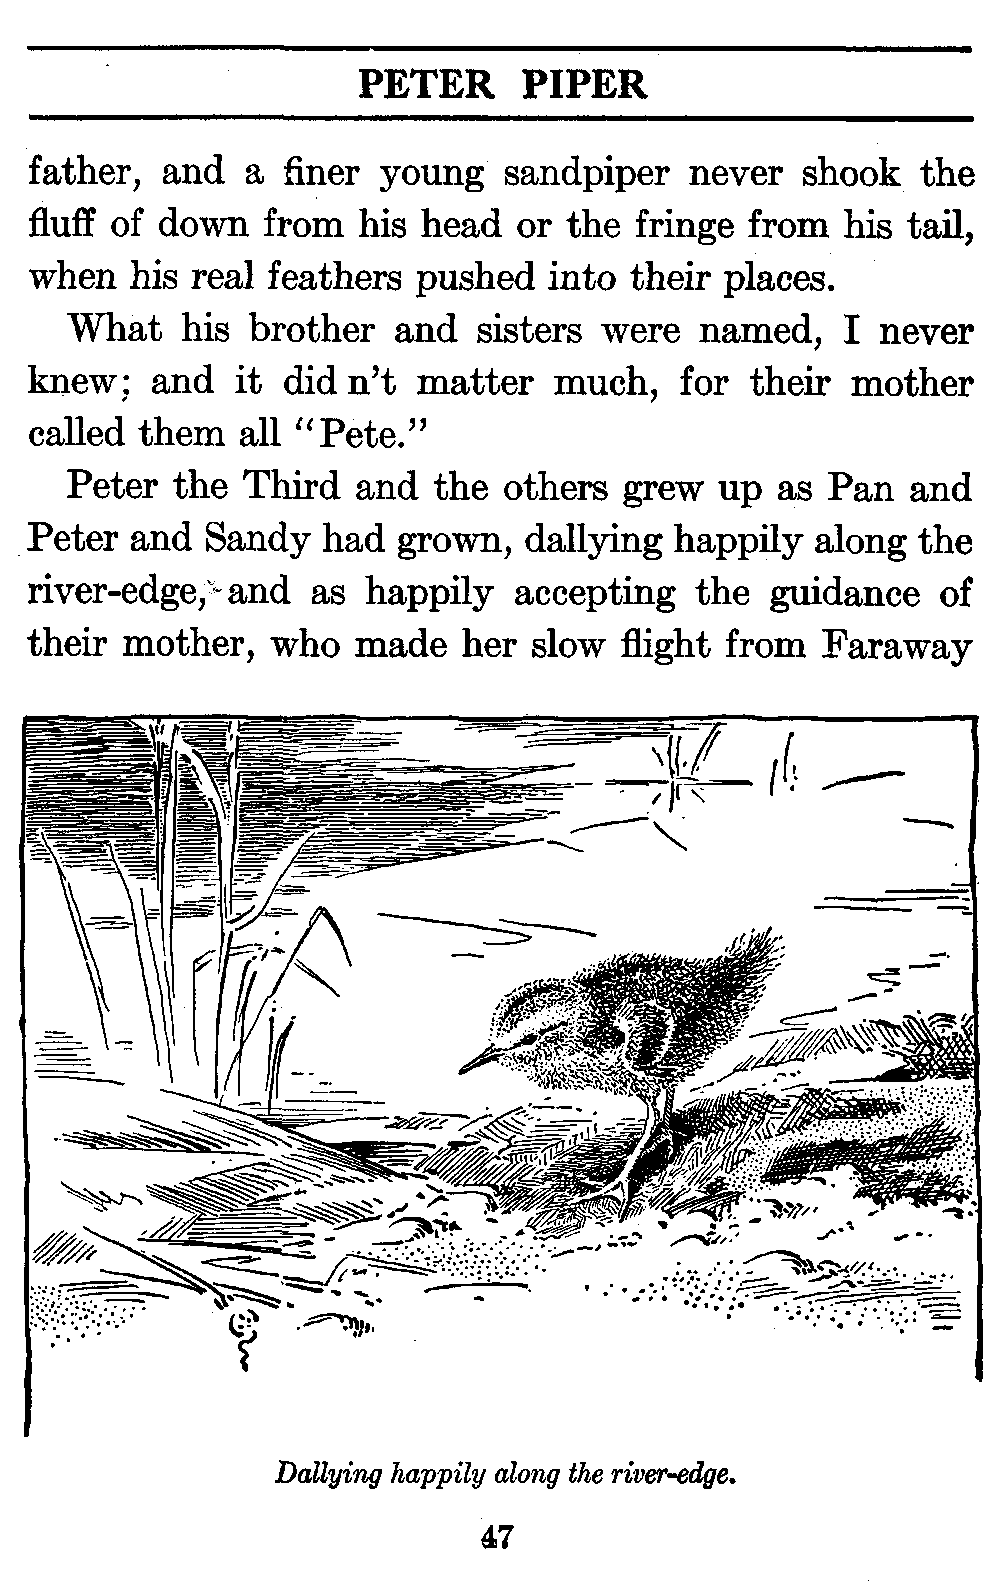 PETER PIPER
father, and a finer young sandpiper never shook the
fluff of down from his head or the fringe from his tail,
when his real feathers pushed into their places.
What his brother and sisters were named, I never
knew; and it did n't matter much, for their mother
called them all "Pete."
Peter the Third and the others grew up as Pan and
Peter and Sandy had grown, dallying happily along the
river-edge, and as happily accepting the guidance of
their mother, who made her slow flight from Faraway
Dallying happily along the river-edge.
47